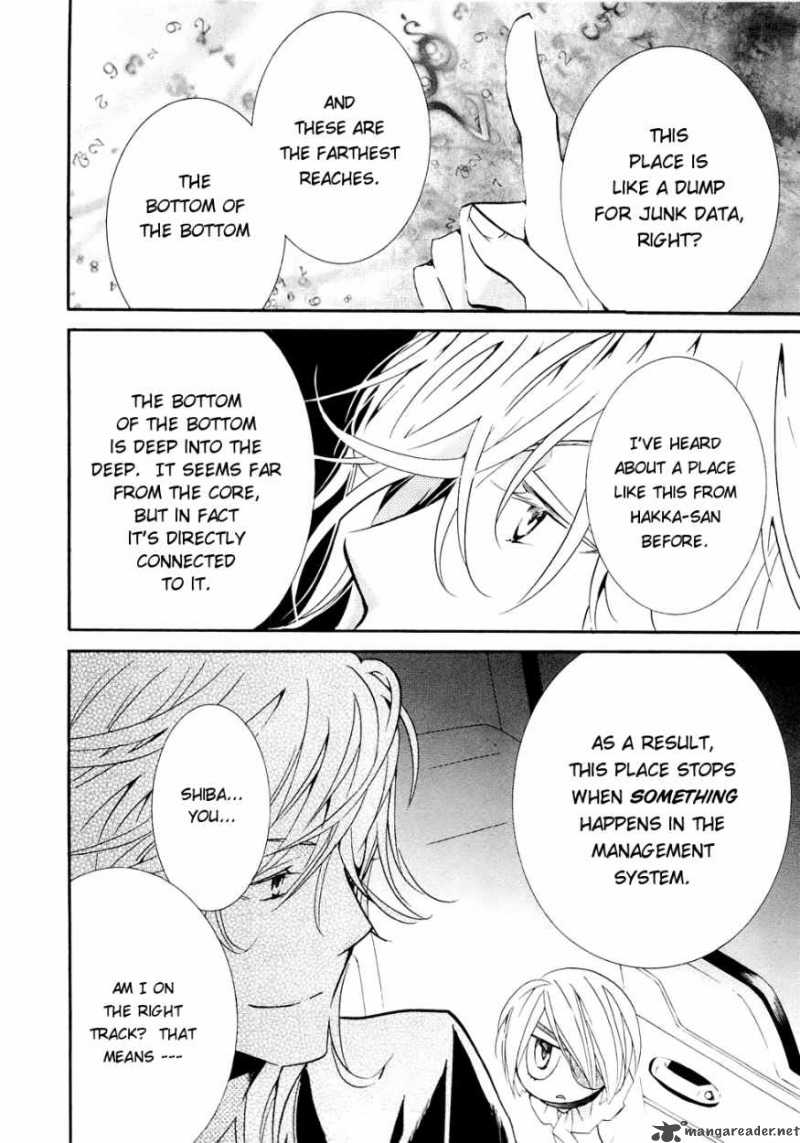 THIS
PLACE IS
LIKE A DUMP
FOR JUNK DATA,
RIGHT?
AND
THESE ARE
THE FARTHEST
REACHES.
THE
BOTTOM OF
THE BOTTOM
I'VE HEARD
ABOUT A PLACE
LIKE THIS FROM
HAKKA-SAN
BEFORE.
THE BOTTOM
OF THE BOTTOM
IS DEEP INTO THE
DEEP. IT SEEMS FAR
FROM THE CORE,
BUT IN FACT
IT'S DIRECTLY
CONNECTED
TO IT.
AS A RESULT,
THIS PLACE STOPS
WHEN SOMETHING
HAPPENS IN THE
MANAGEMENT
SYSTEM.
SHIBA...
YOU...
AM I ON
THE RIGHT
TRACK? THAT
MEANS ---
mangareader.net